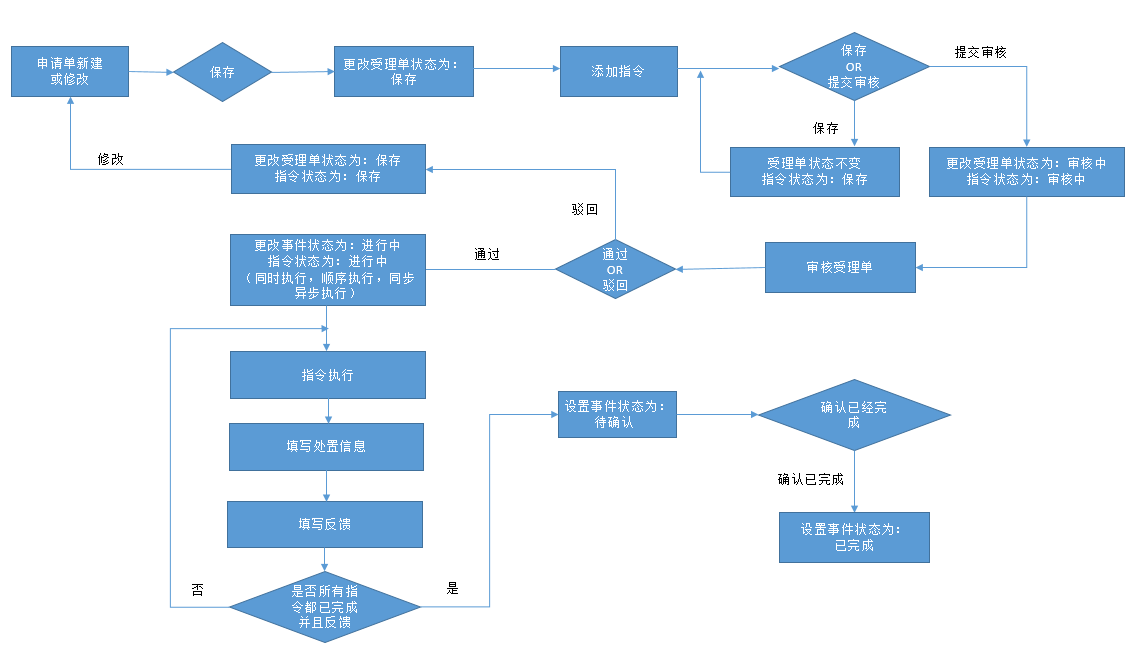 申请单新建
或修改
保存
更改受理单状态为：
保存
添加指令
保存
OR
提交审核
提交审核
保存
受理单状态不变
指令状态为：保存
更改受理单状态为：审核中
指令状态为：审核中
修改
更改受理单状态为：保存
指令状态为：保存
驳回
更改事件状态为：进行中
指令状态为：进行中
（同时执行，顺序执行，同步
异步执行）
通过
通过
OR
驳回
审核受理单
指令执行
填写处置信息
填写反馈
否
是否所有指
令都已完成
并且反馈
是
设置事件状态为：
待确认
确认已经完
成
确认已完成
设置事件状态为：
已完成